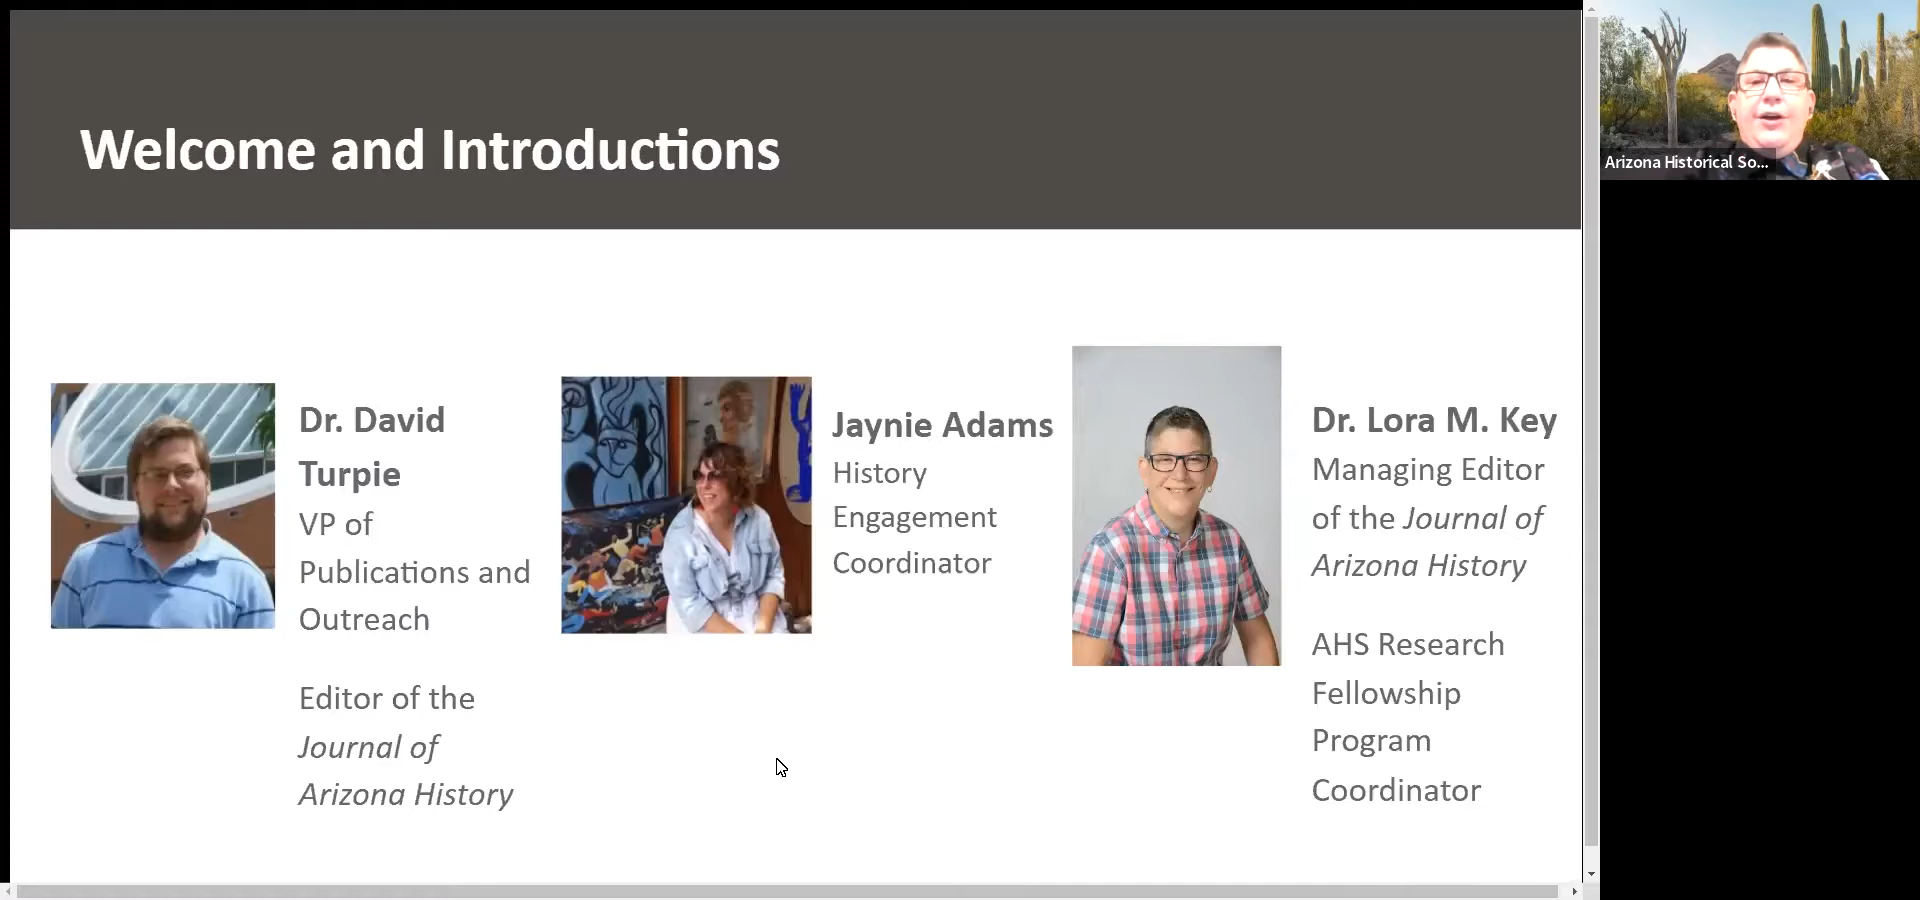 Welcome and Introductions
Dr. David
Turpie
VP of
Publications and
Outreach
Editor of the
Journal of
Arizona History
Jaynie Adams
History
Engagement
Coordinator
Dr. Lora M. Key
Managing Editor
of the Journal of
Arizona History
AHS Research
Fellowship
Program
Coordinator
Arizona Historical So...